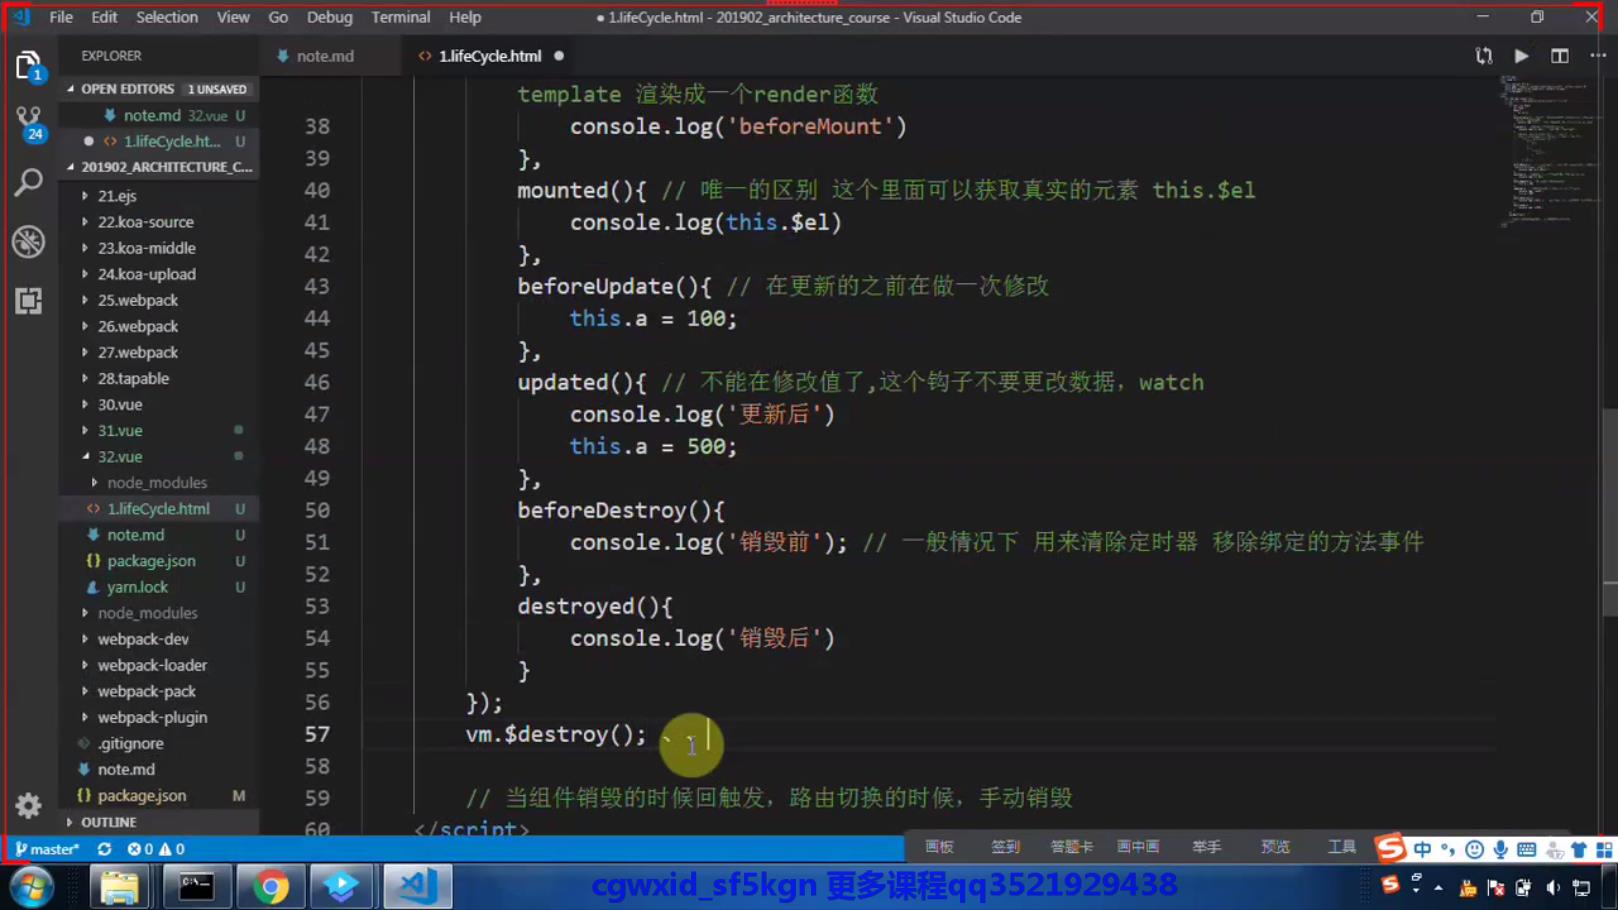 File Edit Selection View Go Debug Terminal Help
● 1.lifeCycle.html - 201902_architecture_course - Visual Studio Code
EXPLORER
note.md
<> 1.lifeCycle.html ●
OPEN EDITORS 1 UNSAVED
note.md 32.vue U
● <> 1.lifeCycle.ht... U
201902_ARCHITECTURE_C...
21.ejs
22.koa-source
23.koa-middle
24.koa-upload
25.webpack
26.webpack
27.webpack
28.tapable
30.vue
31.vue
32.vue
node_modules
<> 1.lifeCycle.html U
note.md U
{} package.json U
yarn.lock U
node_modules
webpack-dev
webpack-loader
webpack-pack
webpack-plugin
.gitignore
note.md
{} package.json M
OUTLINE
1
24
template 渲染成一个render函数
38 console.log('beforeMount')
39 },
40 mounted(){ // 唯一的区别 这个里面可以获取真实的元素 this.$el
41 console.log(this.$el)
42 },
43 beforeUpdate(){ // 在更新的之前在做一次修改
44 this.a = 100;
45 },
46 updated(){ // 不能在修改值了,这个钩子不要更改数据，watch
47 console.log('更新后')
48 this.a = 500;
49 },
50 beforeDestroy(){
51 console.log('销毁前'); // 一般情况下 用来清除定时器 移除绑定的方法事件
52 },
53 destroyed(){
54 console.log('销毁后')
55 }
56 });
57 vm.$destroy(); 、、
58
59 // 当组件销毁的时候回触发，路由切换的时候，手动销毁
60 </script>
master* 0 0
画板 签到 答题卡 画中画 举手 预览 工具
中
cgwxid_sf5kgn 更多课程qq3521929438